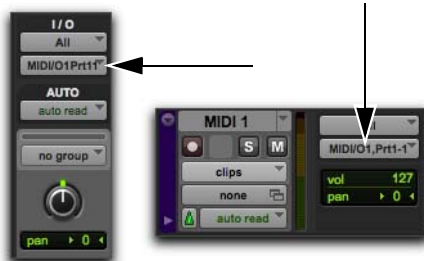 I/O
All
MIDI/O1Prt11
AUTO
auto read
no group
pan 0
MIDI 1
S M
clips
none
auto read
MIDI/O1,Prt1-1
vol 127
pan 0